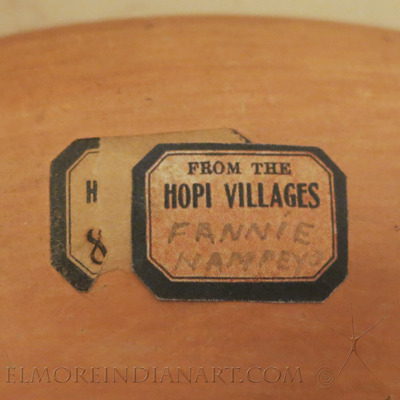 FROM THE
HOPI VILLAGES
FANNIE
NAMPEYO
H
8
ELMOREINDIANART.COM ©